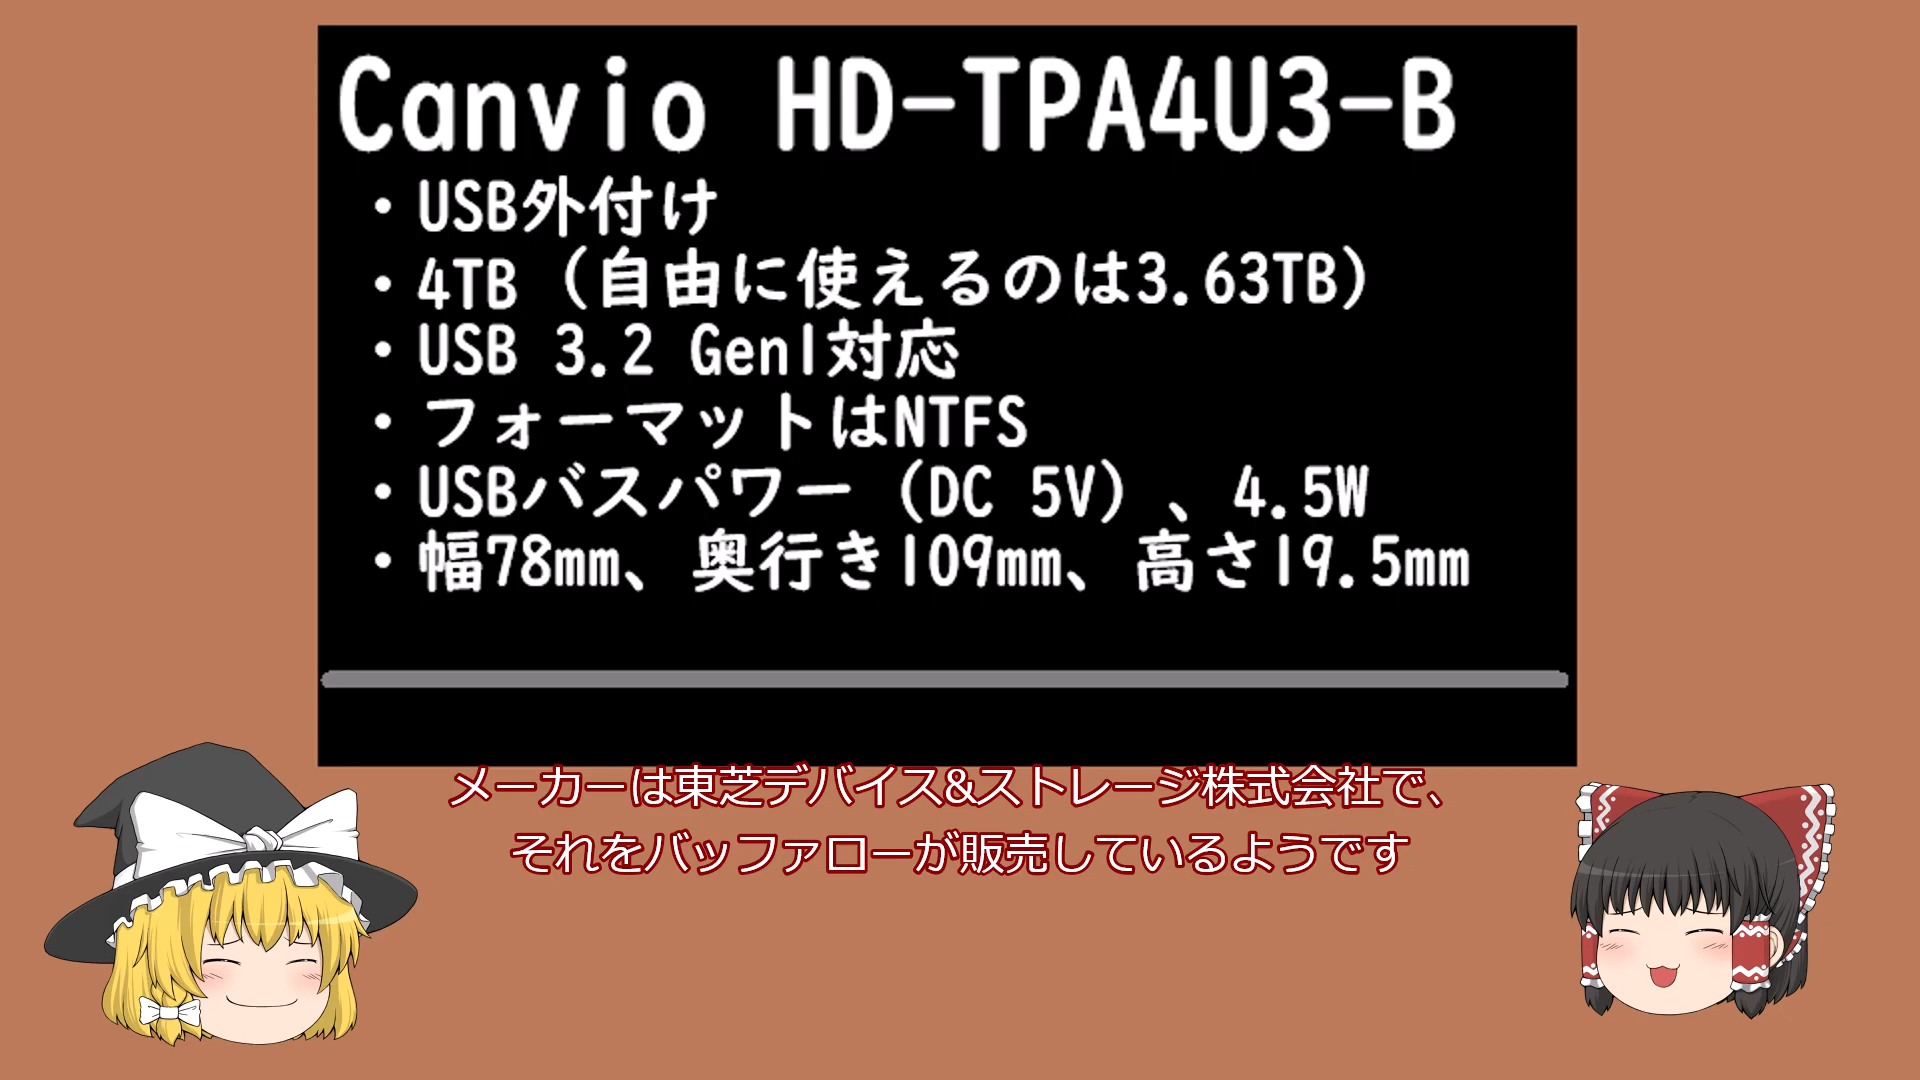 Canvio HD-TPA4U3-B
・USB外付け
・4TB（自由に使えるのは3.63TB）
・USB 3.2 Gen1対応
・フォーマットはNTFS
・USBバスパワー（DC 5V）、4.5W
・幅78mm、奥行き109mm、高さ19.5mm
メーカーは東芝デバイス&ストレージ株式会社で、
それをバッファローが販売しているようです